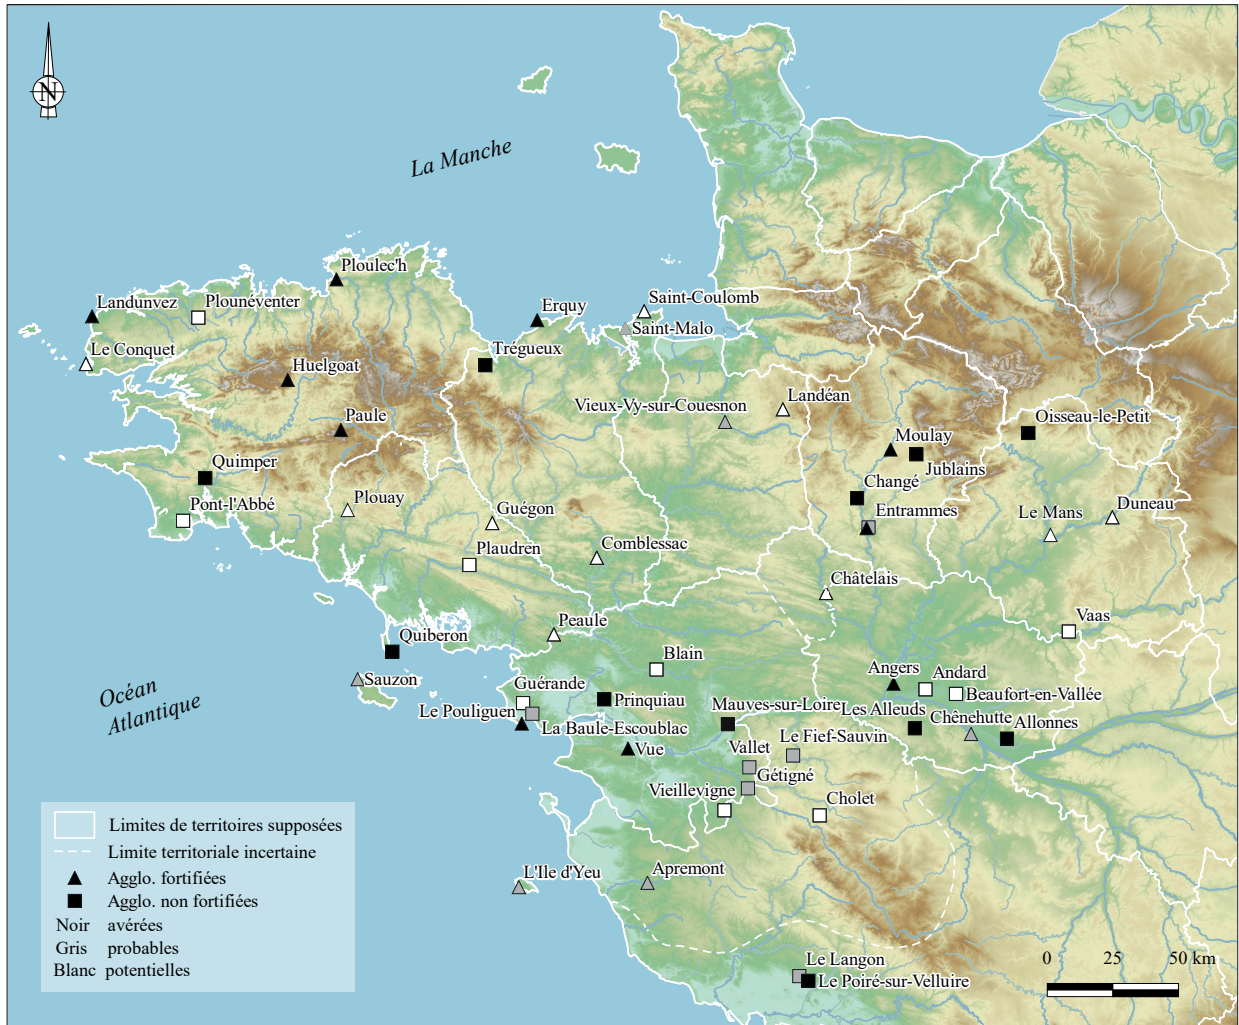 N
La Manche
Ploulec'h
Landunvez
Plounéventer
Erquy
Saint-Coulomb
Saint-Malo
Le Conquet
Trégueux
Huelgoat
Landéan
Vieux-Vy-sur-Couesnon
Paule
Oisseau-le-Petit
Moulay
Jublains
Quimper
Changé
Pont-l'Abbé
Plouay
Guégon
Entrammes
Le Mans
Duneau
Plaudren
Comblessac
Châtelais
Vaas
Peaule
Quiberon
Blain
Angers
Andard
Sauzon
Guérande
Prinquiau
Beaufort-en-Vallée
Océan
Atlantique
Le Pouliguen
Mauves-sur-Loire
Les Alleuds
Chênehutte
Allonnes
La Baule-Escoublac
Le Fief-Sauvin
Vue
Vallet
Gétigné
Vieillevigne
Cholet
L'Ile d'Yeu
Apremont
Le Langon
Le Poiré-sur-Velluire
Limites de territoires supposées
Limite territoriale incertaine
Agglo. fortifiées
Agglo. non fortifiées
Noir avérées
Gris probables
Blanc potentielles
0 25 50 km